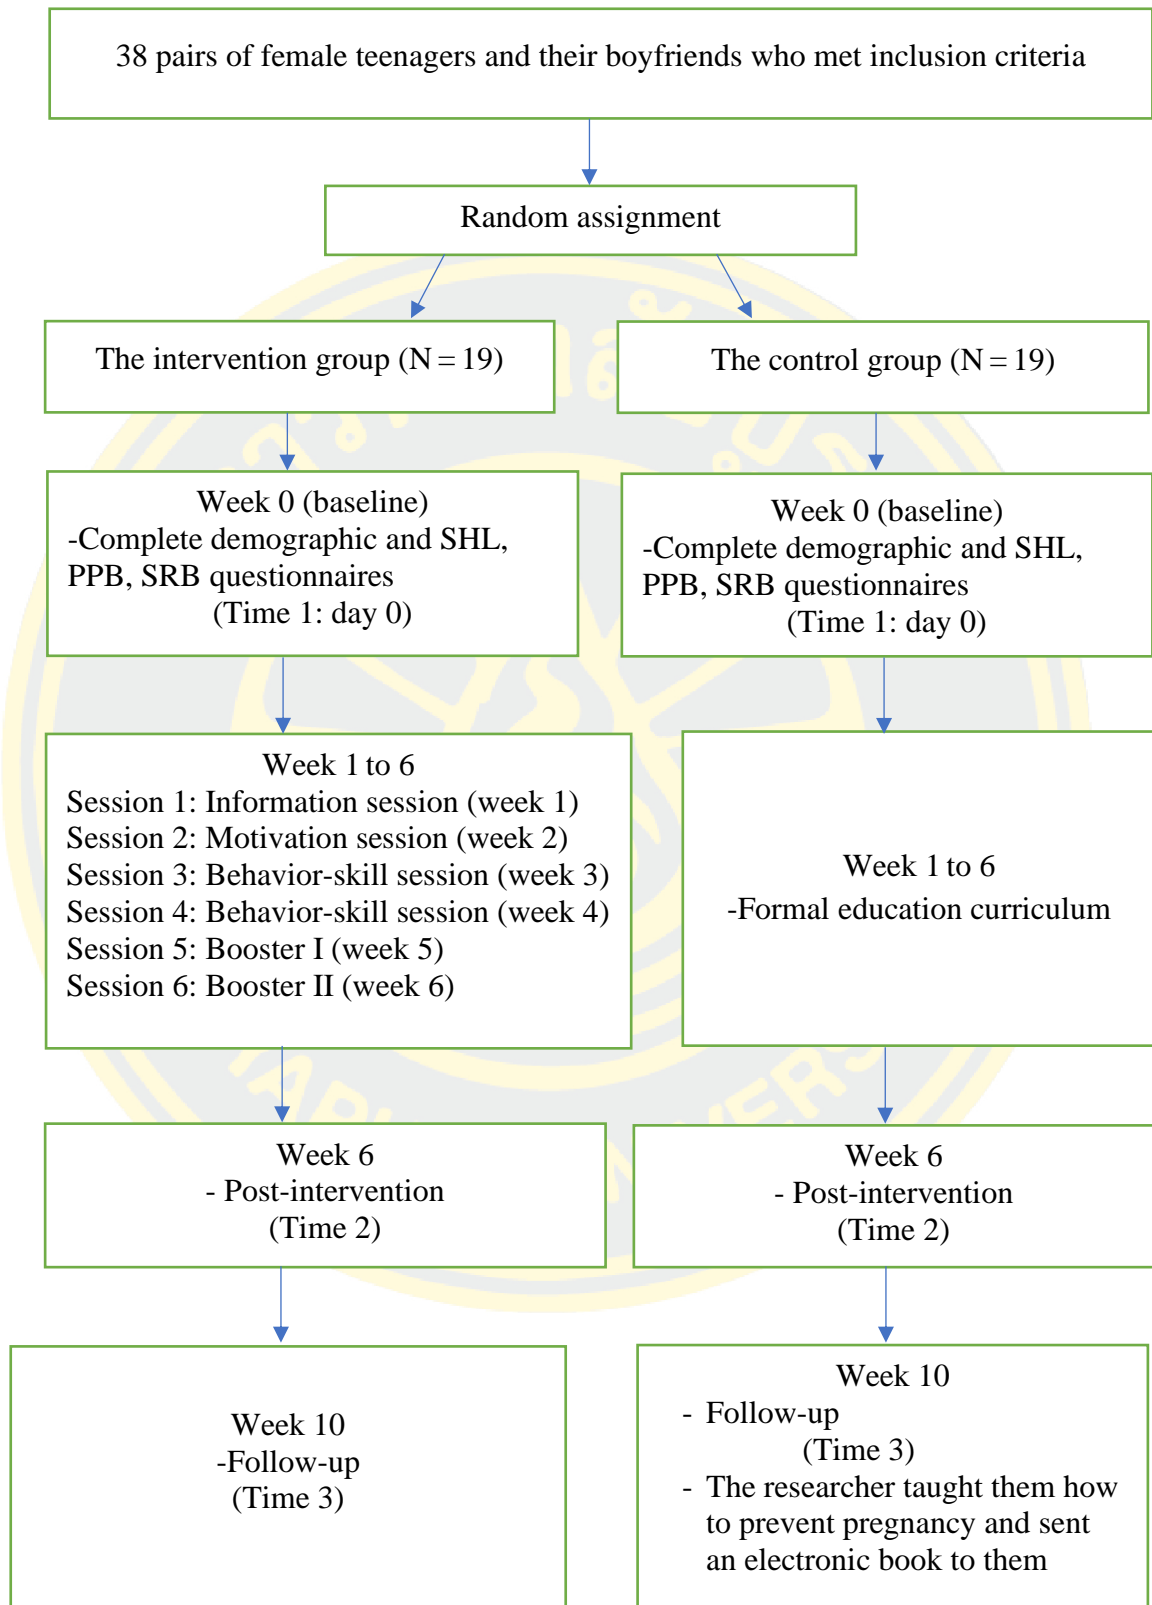 38 pairs of female teenagers and their boyfriends who met inclusion criteria
Random assignment
The intervention group (N = 19)
The control group (N = 19)
Week 0 (baseline)
-Complete demographic and SHL,
PPB, SRB questionnaires
(Time 1: day 0)
Week 0 (baseline)
-Complete demographic and SHL,
PPB, SRB questionnaires
(Time 1: day 0)
Week 1 to 6
Session 1: Information session (week 1)
Session 2: Motivation session (week 2)
Session 3: Behavior-skill session (week 3)
Session 4: Behavior-skill session (week 4)
Session 5: Booster I (week 5)
Session 6: Booster II (week 6)
Week 1 to 6
-Formal education curriculum
Week 6
- Post-intervention
(Time 2)
Week 6
- Post-intervention
(Time 2)
Week 10
-Follow-up
(Time 3)
Week 10
- Follow-up
(Time 3)
- The researcher taught them how
to prevent pregnancy and sent
an electronic book to them